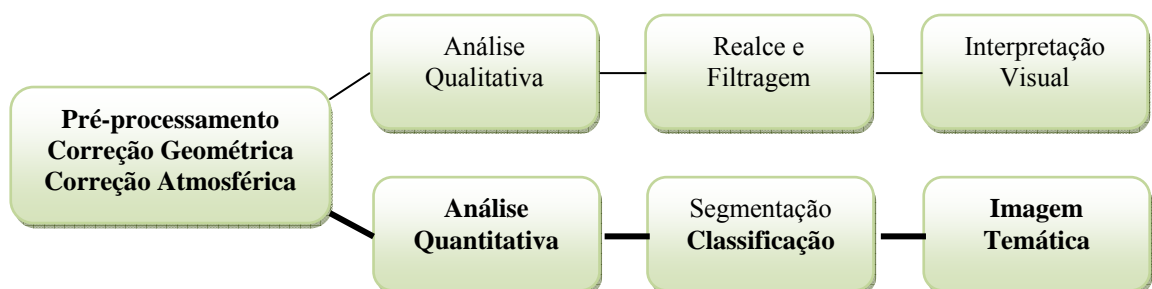 Pré-processamento
Correção Geométrica
Correção Atmosférica
Análise
Qualitativa
Realce e
Filtragem
Interpretação
Visual
Análise
Quantitativa
Segmentação
Classificação
Imagem
Temática